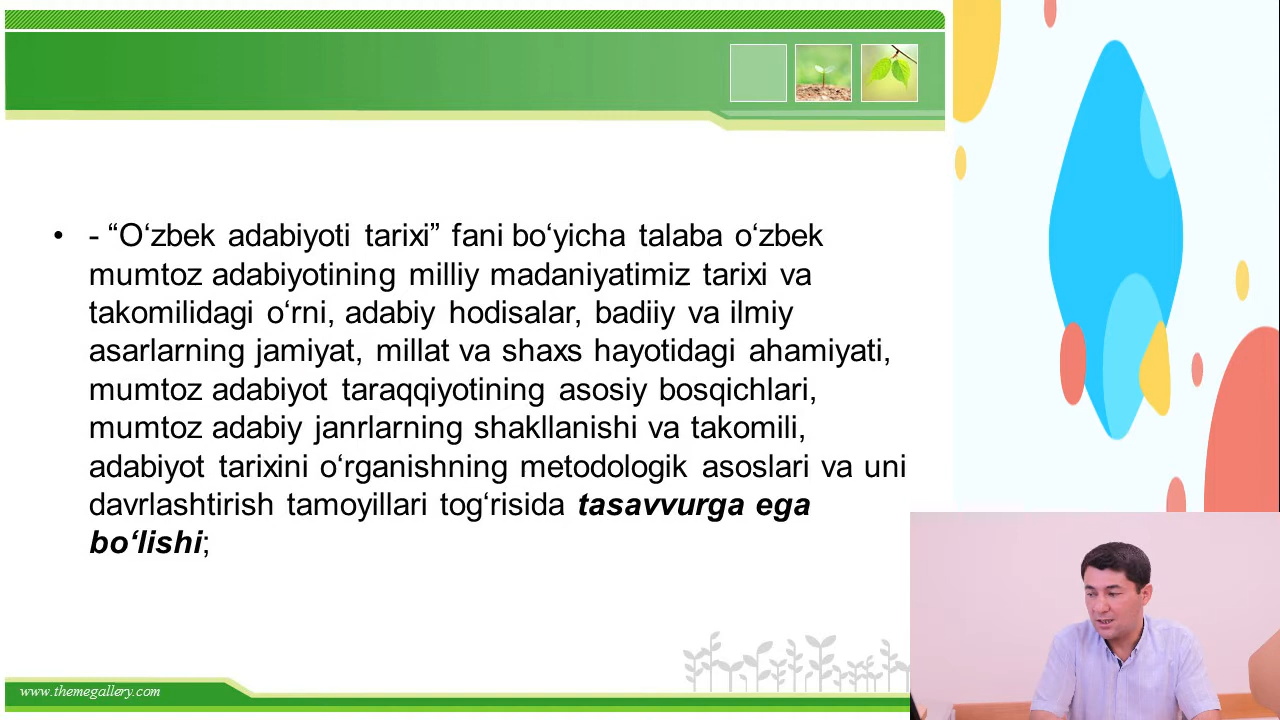 • - “O‘zbek adabiyoti tarixi” fani bo‘yicha talaba o‘zbek
mumtoz adabiyotining milliy madaniyatimiz tarixi va
takomilidagi o‘rni, adabiy hodisalar, badiiy va ilmiy
asarlarning jamiyat, millat va shaxs hayotidagi ahamiyati,
mumtoz adabiyot taraqqiyotining asosiy bosqichlari,
mumtoz adabiy janrlarning shakllanishi va takomili,
adabiyot tarixini o‘rganishning metodologik asoslari va uni
davrlashtirish tamoyillari tog‘risida tasavvurga ega
bo‘lishi;
www.themegallery.com